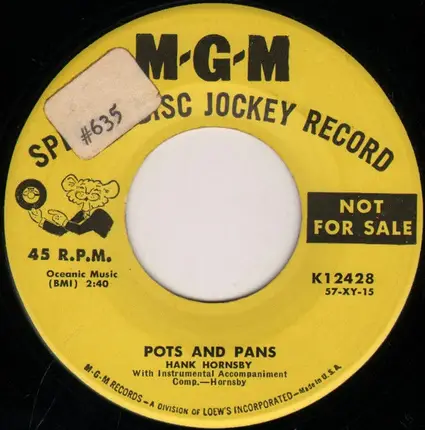 M-G-M
#635
DISC JOCKEY RECORD
NOT
FOR SALE
45 R.P.M.
Oceanic Music
(BMI) 2:40
K12428
57-XY-15
POTS AND PANS
HANK HORNSBY
With Instrumental Accompaniment
Comp.—Hornsby
M-G-M RECORDS – A DIVISION OF LOEW'S INCORPORATED – Made in U.S.A.